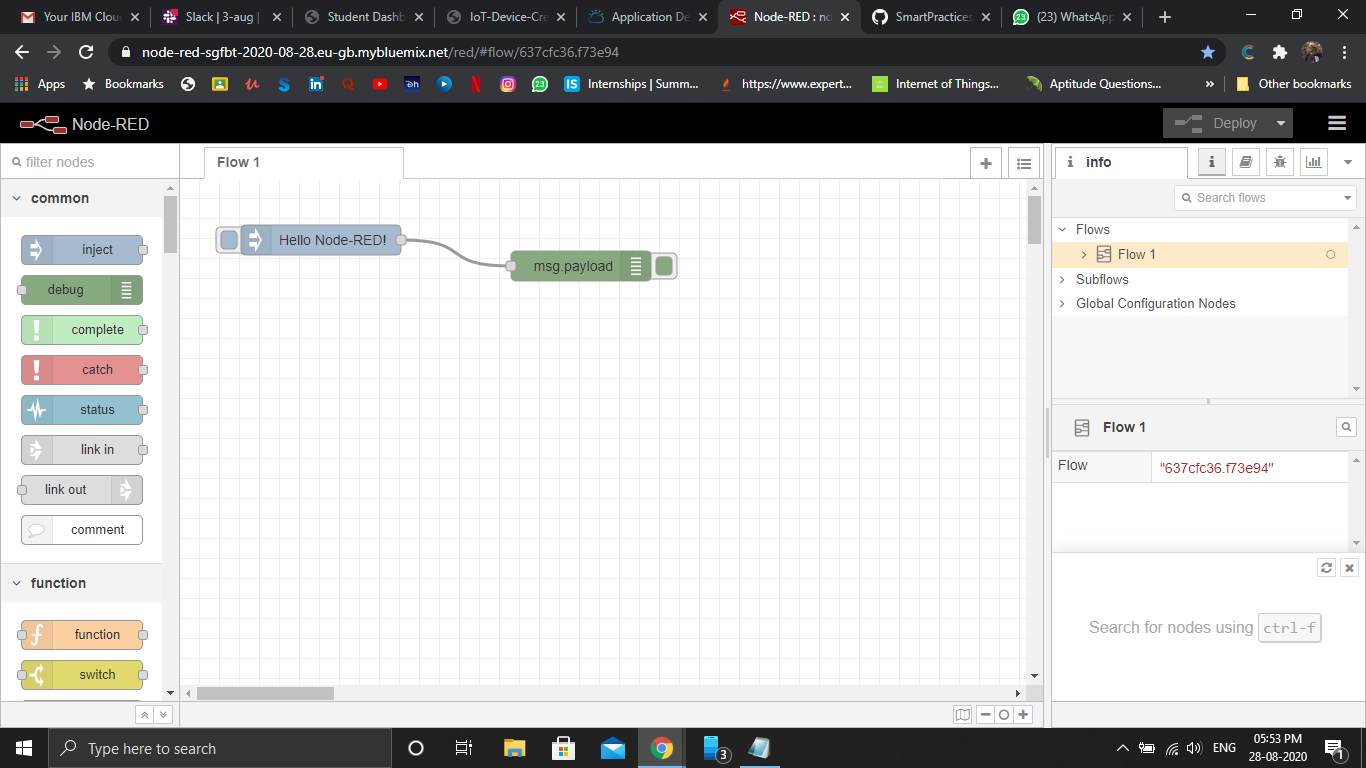 Your IBM Clou
Slack | 3-aug |
Student Dashb
IoT-Device-Cre
Application De
Node-RED : no
SmartPractices
(23) WhatsApp
node-red-sgfbt-2020-08-28.eu-gb.mybluemix.net/red/#flow/637cfc36.f73e94
Apps
Bookmarks
Internships | Summ...
https://www.expert...
Internet of Things...
Aptitude Questions...
»
Other bookmarks
Node-RED
Deploy
filter nodes
Flow 1
info
Search flows
common
inject
debug
complete
catch
status
link in
link out
comment
function
function
switch
Hello Node-RED!
msg.payload
Flows
Flow 1
Subflows
Global Configuration Nodes
Flow 1
Flow "637cfc36.f73e94"
Search for nodes using ctrl-f
Type here to search
3
ENG
05:53 PM
28-08-2020
1